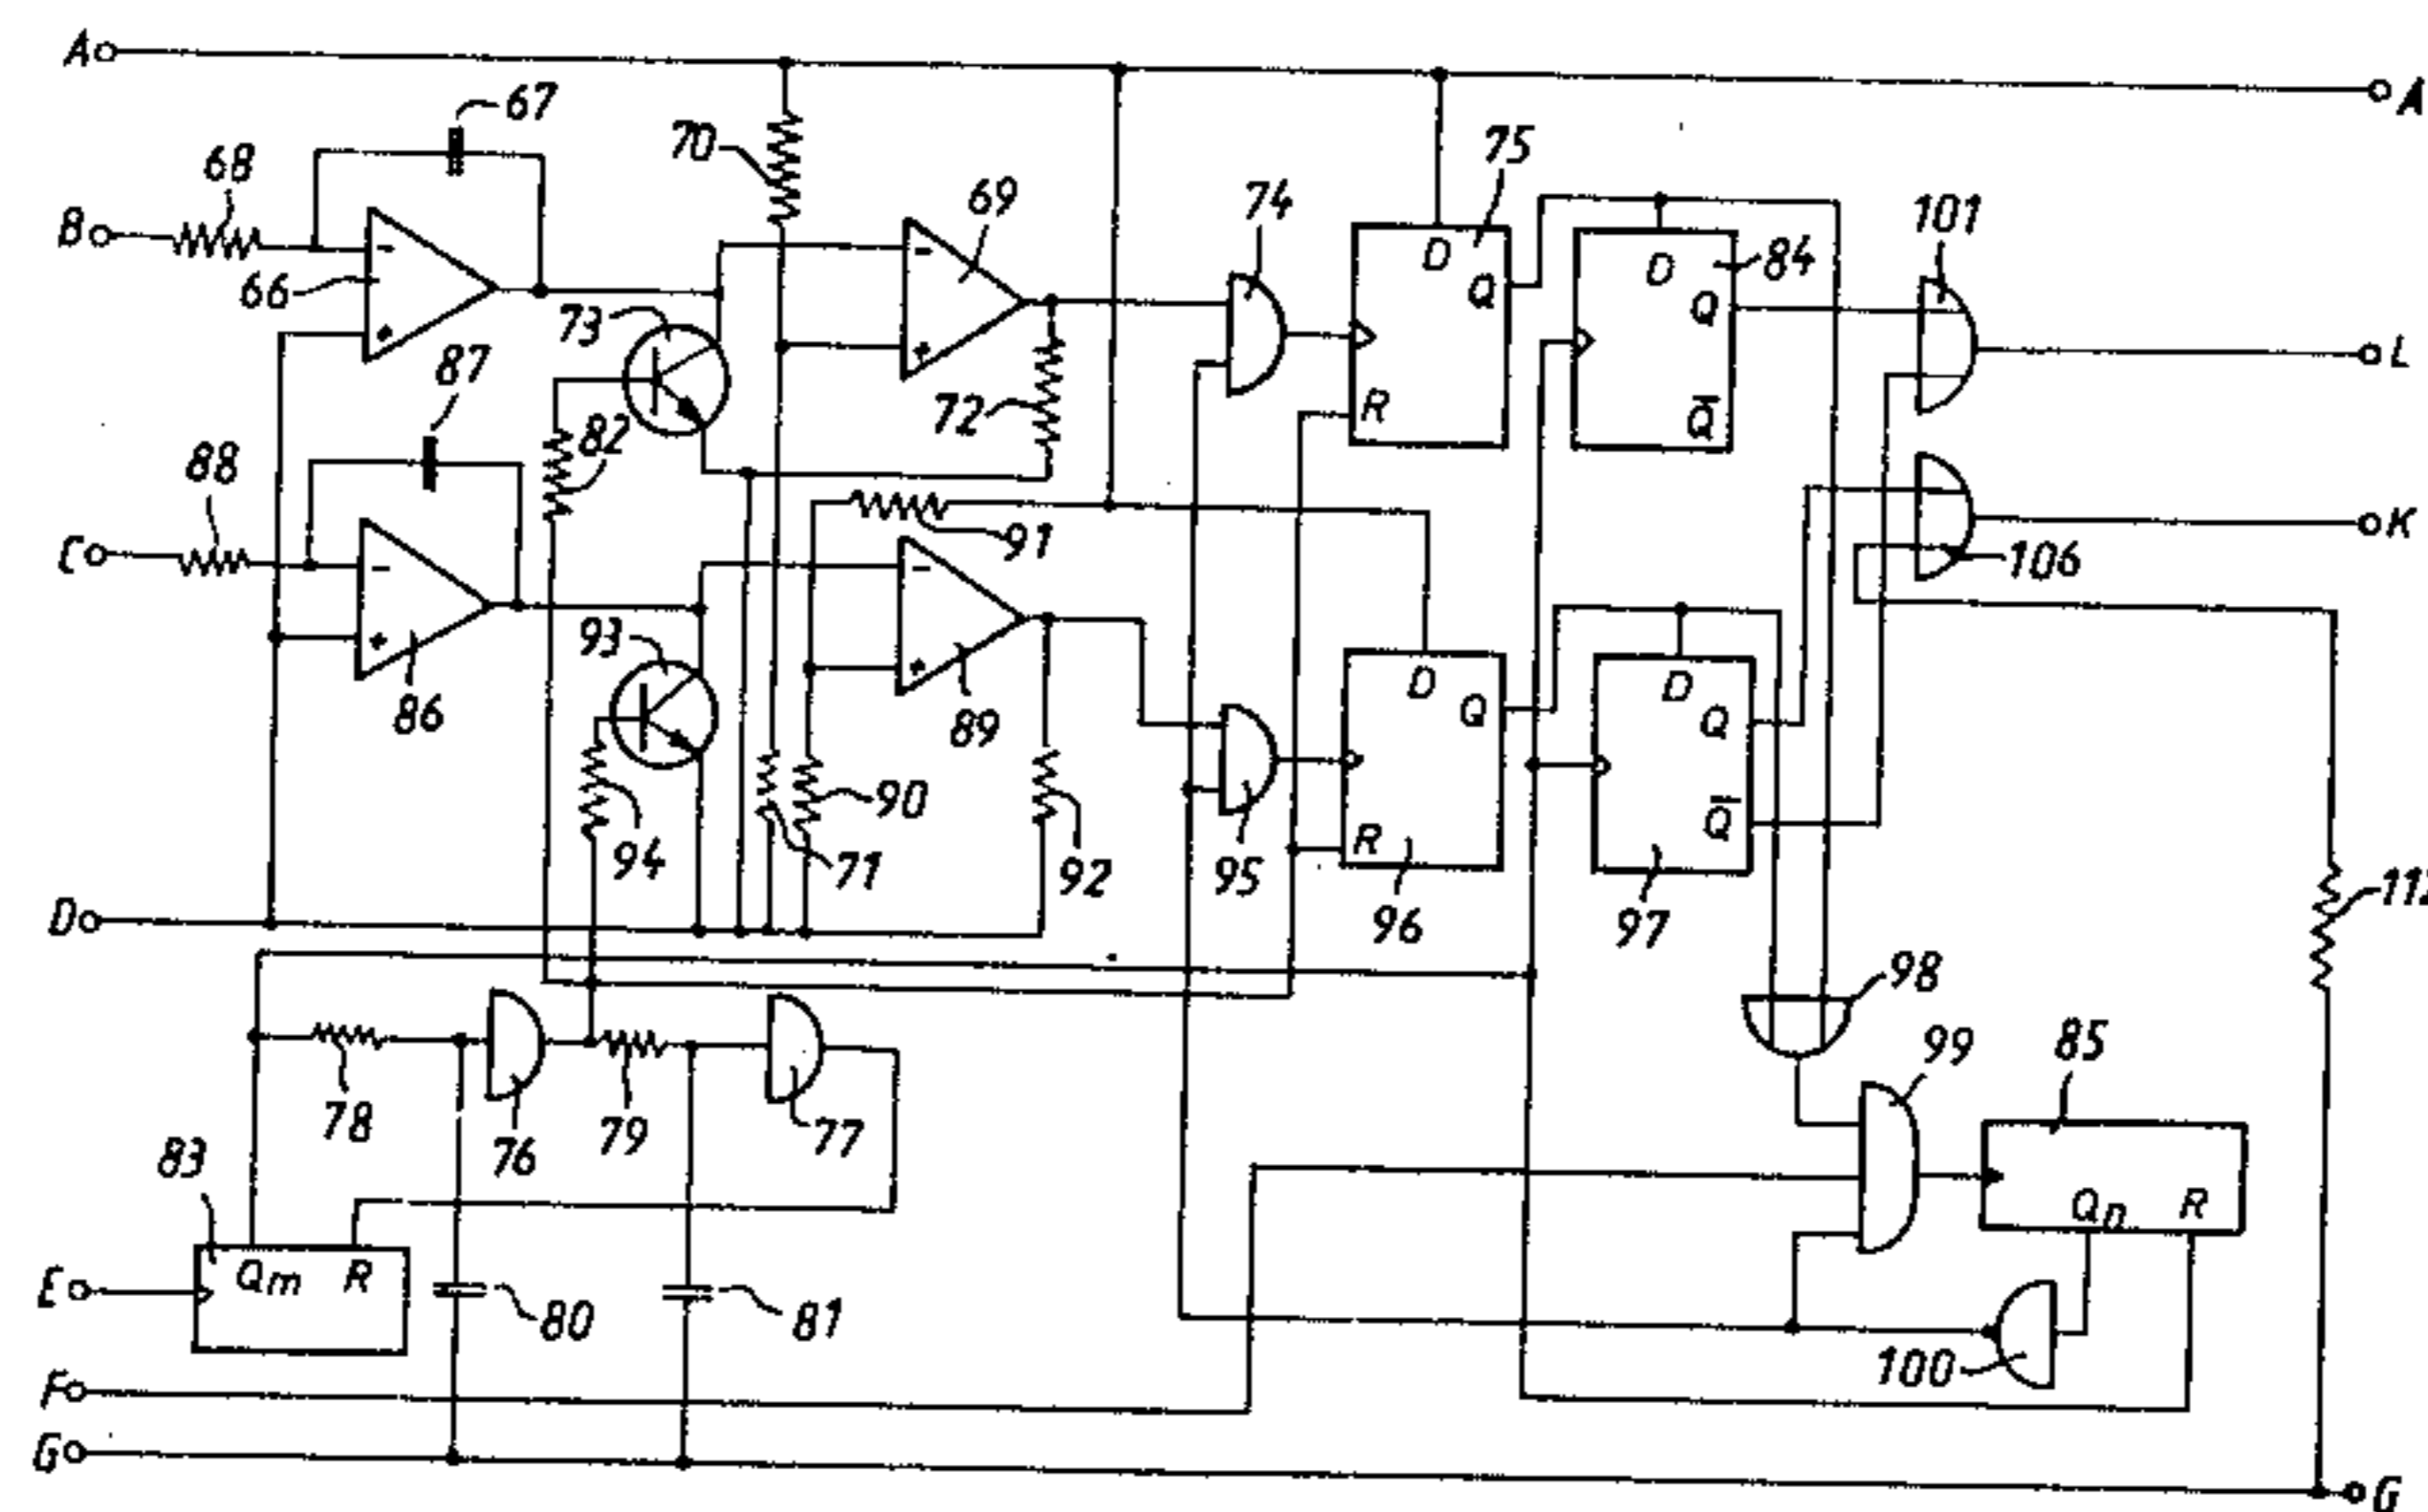 A A
67
68 70 75
69 74 101
B D
- - D 84
66 Q Q
73 L
+ +
87 72 R Q̅
82
88 K
C 91 106
- -
93 D D
+ + Q Q
86 89
90 Q̅
94 71 92 95 R 112
D 96 97
98
99 85
78 76 79 77
83 Qn R
Qm R
E 80 81
100
F
G G